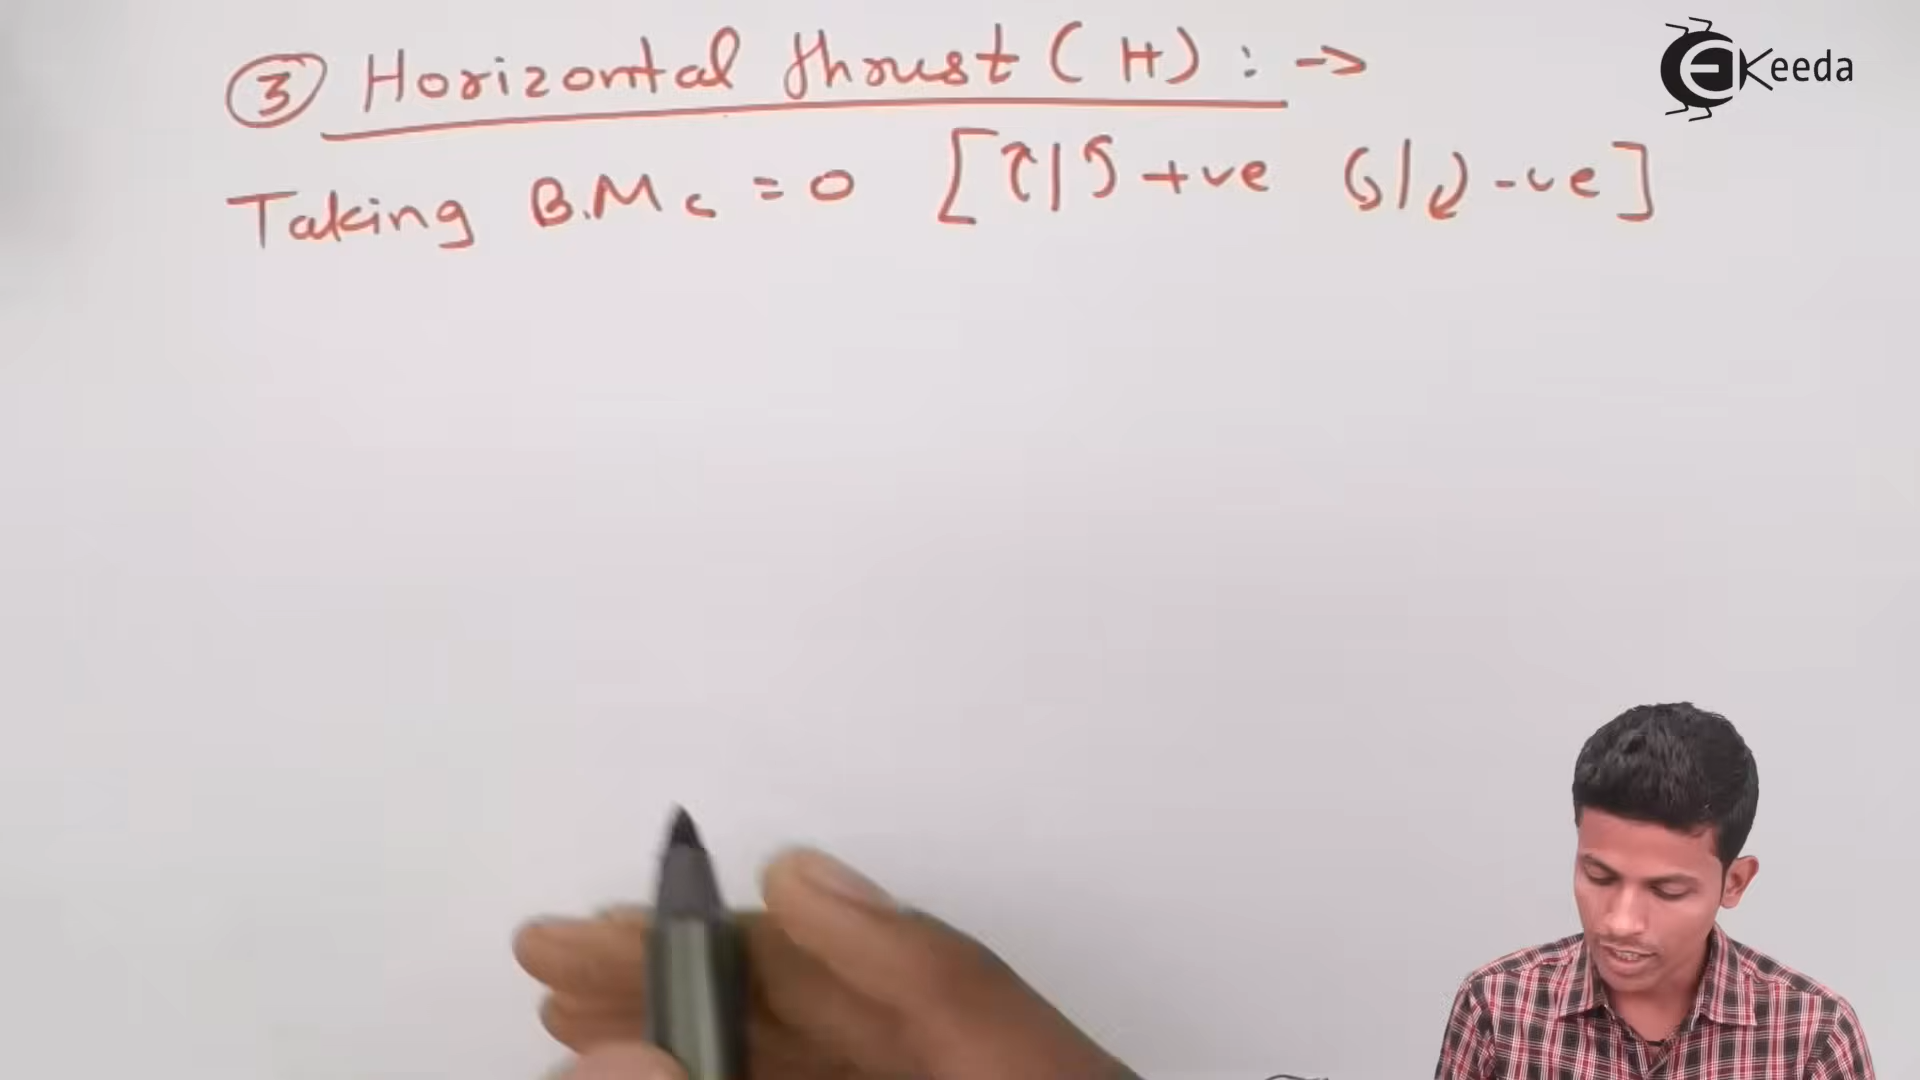 ③ Horizontal thrust (H) : →
EKeeda
Taking B.M c = 0 [↑|↑ +ve ↓|↓ -ve]